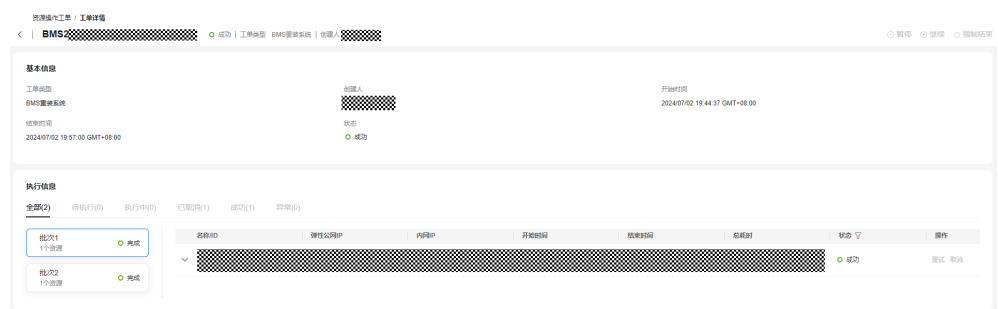 资源操作工单 / 工单详情
BMS2 成功 | 工单类型 BMS重装系统 | 创建人 暂停 继续 强制结束
基本信息
工单类型 创建人 开始时间
BMS重装系统 2024/07/02 19:44:37 GMT+08:00
结束时间 状态
2024/07/02 19:57:00 GMT+08:00 成功
执行信息
全部(2) 待执行(0) 执行中(0) 已取消(1) 成功(1) 异常(0)
批次1 完成
1个资源
批次2 完成
1个资源
名称/ID 弹性公网IP 内网IP 开始时间 结束时间 总耗时 状态 操作
成功 重试 取消